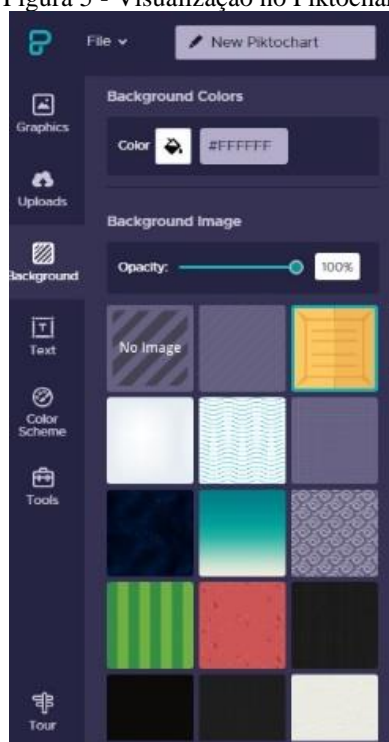 Figura 5 - Visualização no Piktochar
File
New Piktochart
Graphics
Uploads
Background
Text
Color
Scheme
Tools
Tour
Background Colors
Color
#FFFFFF
Background Image
Opacity:
100%
No Image